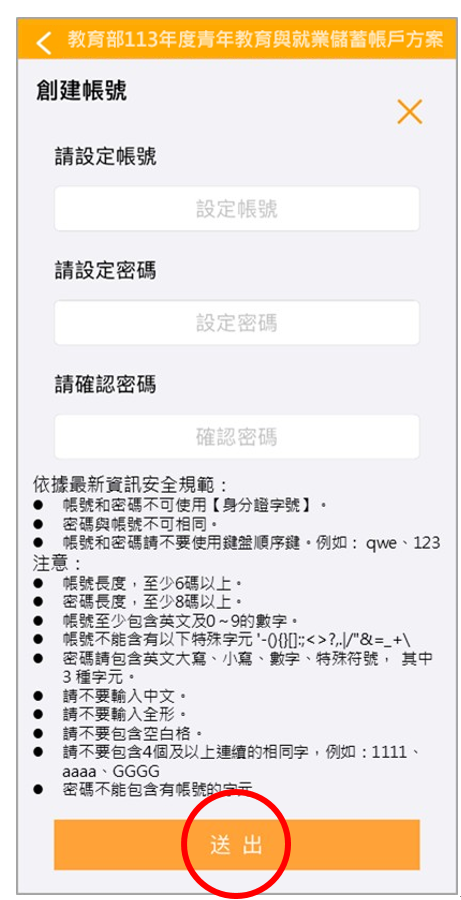 教育部113年度青年教育與就業儲蓄帳戶方案
創建帳號
請設定帳號
設定帳號
請設定密碼
設定密碼
請確認密碼
確認密碼
依據最新資訊安全規範：
● 帳號和密碼不可使用【身分證字號】。
● 密碼與帳號不可相同。
● 帳號和密碼請不要使用鍵盤順序鍵。例如： qwe、123
注意：
● 帳號長度，至少6碼以上。
● 密碼長度，至少8碼以上。
● 帳號至少包含英文及0～9的數字。
● 帳號不能含有以下特殊字元 '-(){}[]:;<>?,.|/"&=_+\
● 密碼請包含英文大寫、小寫、數字、特殊符號， 其中
3 種字元。
● 請不要輸入中文。
● 請不要輸入全形。
● 請不要包含空白格。
● 請不要包含4個及以上連續的相同字，例如：1111、
aaaa、GGGG
● 密碼不能包含有帳號的字元
送 出